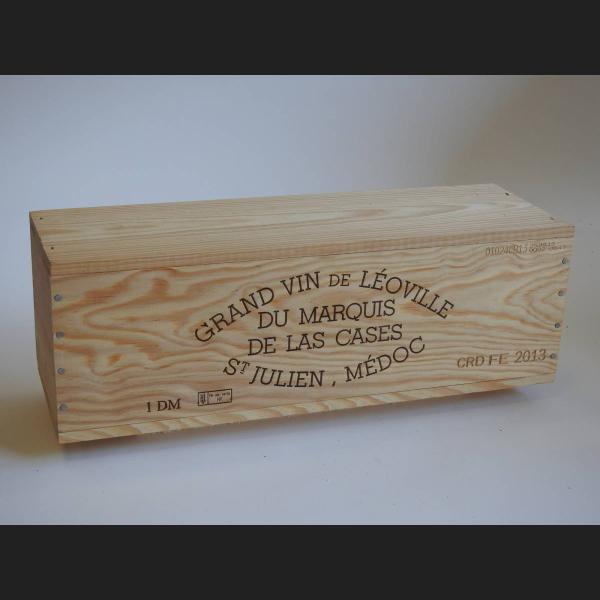 GRAND VIN DE LÉOVILLE
DU MARQUIS
DE LAS CASES
ST JULIEN, MÉDOC
1 DM
CRD FE 2013